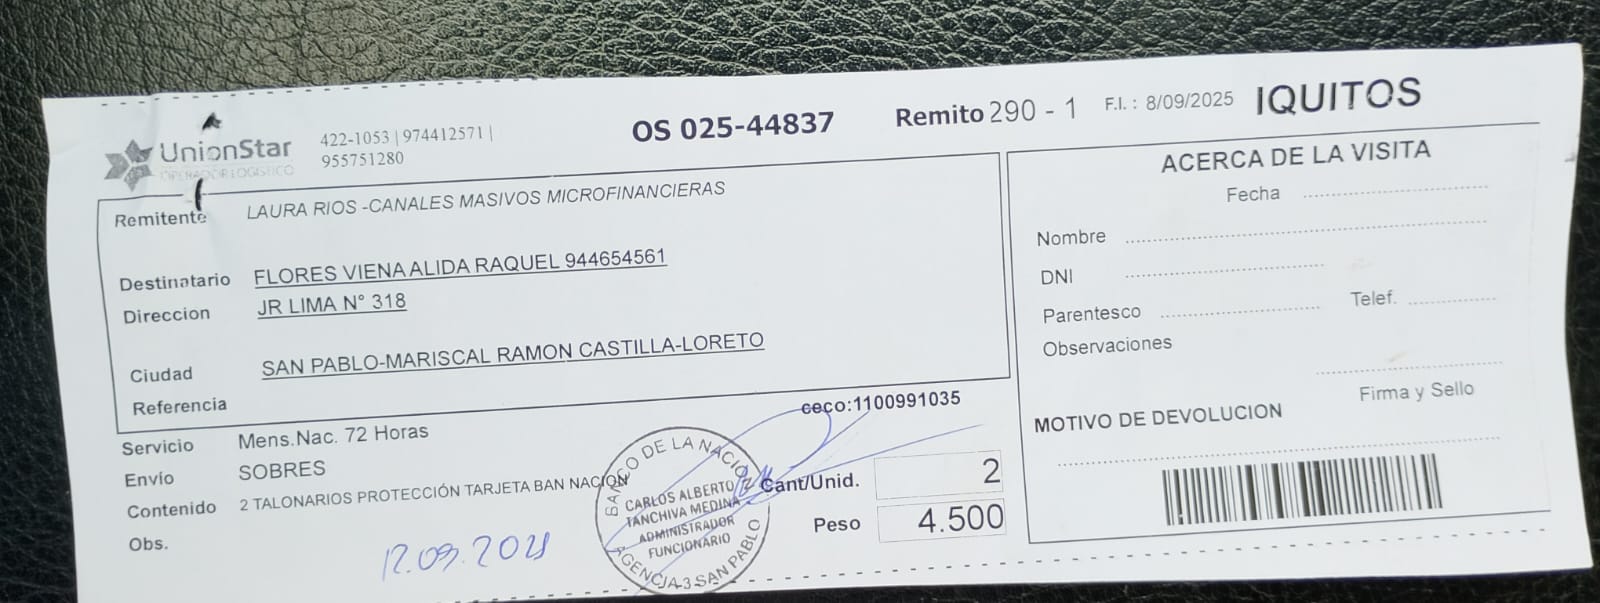 UnionStar
OPERADOR LOGISTICO
422-1053 | 974412571 |
955751280
OS 025-44837
Remito 290 - 1
F.I. : 8/09/2025
IQUITOS
Remitente LAURA RIOS -CANALES MASIVOS MICROFINANCIERAS
Destinatario FLORES VIENA ALIDA RAQUEL 944654561
Direccion JR LIMA N° 318
Ciudad SAN PABLO-MARISCAL RAMON CASTILLA-LORETO
Referencia
ceco:1100991035
Servicio Mens.Nac. 72 Horas
Envío SOBRES
Contenido 2 TALONARIOS PROTECCIÓN TARJETA BAN NACION
Obs.
Cant/Unid. 2
Peso 4.500
12.09.2025
BANCO DE LA NACION
CARLOS ALBERTO
TANCHIVA MEDINA
ADMINISTRADOR
FUNCIONARIO
AGENCIA-3 SAN PABLO
ACERCA DE LA VISITA
Fecha
Nombre
DNI
Parentesco Telef.
Observaciones
Firma y Sello
MOTIVO DE DEVOLUCION